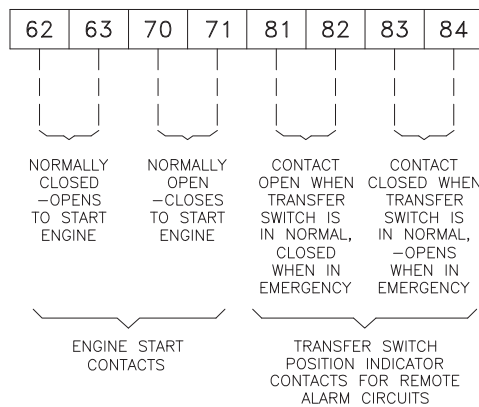 62 63 70 71 81 82 83 84
NORMALLY
CLOSED
–OPENS
TO START
ENGINE
NORMALLY
OPEN
–CLOSES
TO START
ENGINE
CONTACT
OPEN WHEN
TRANSFER
SWITCH IS
IN NORMAL,
CLOSED
WHEN IN
EMERGENCY
CONTACT
CLOSED WHEN
TRANSFER
SWITCH IS
IN NORMAL,
–OPENS
WHEN IN
EMERGENCY
ENGINE START
CONTACTS
TRANSFER SWITCH
POSITION INDICATOR
CONTACTS FOR REMOTE
ALARM CIRCUITS